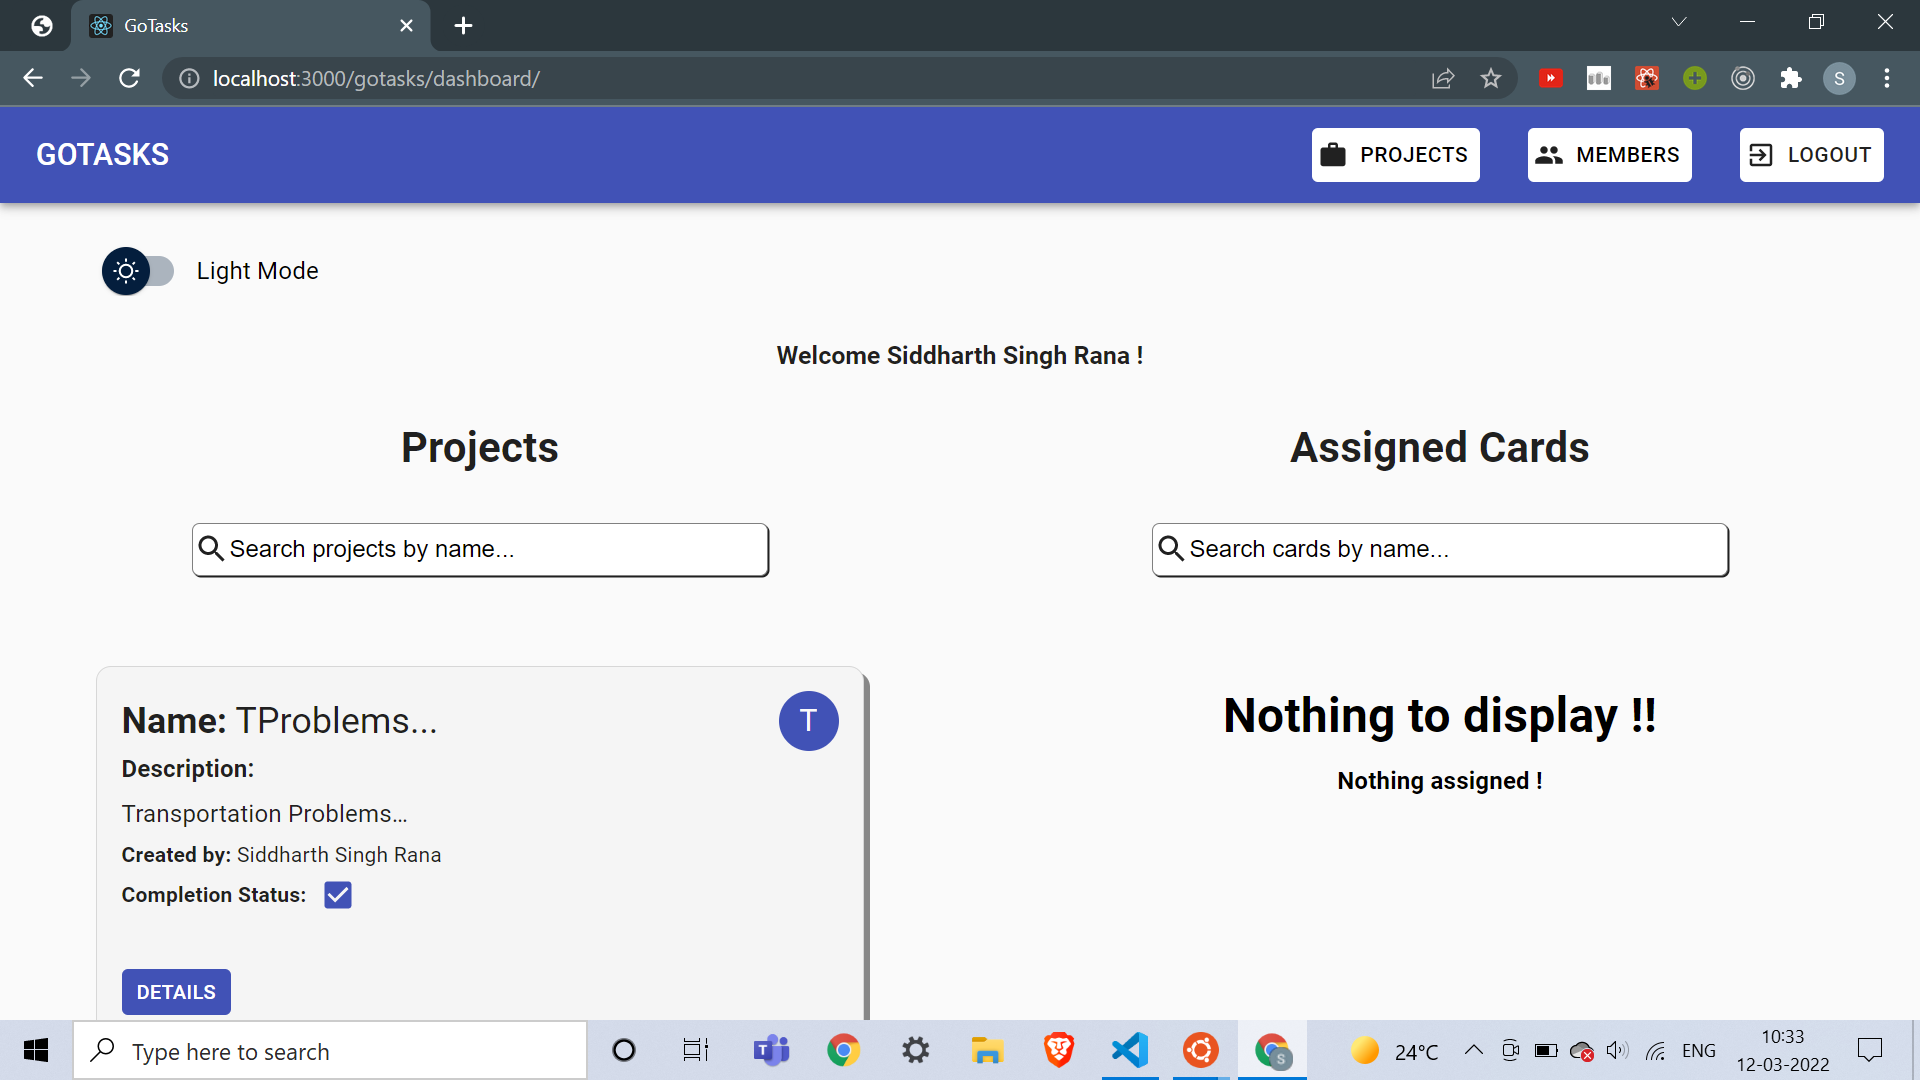 GoTasks
localhost:3000/gotasks/dashboard/
S
GOTASKS
PROJECTS
MEMBERS
LOGOUT
Light Mode
Welcome Siddharth Singh Rana !
Projects
Assigned Cards
Search projects by name...
Search cards by name...
Name: TProblems...
T
Description:
Transportation Problems...
Created by: Siddharth Singh Rana
Completion Status:
DETAILS
Nothing to display !!
Nothing assigned !
Type here to search
T
S
24°C
ENG
10:33
12-03-2022